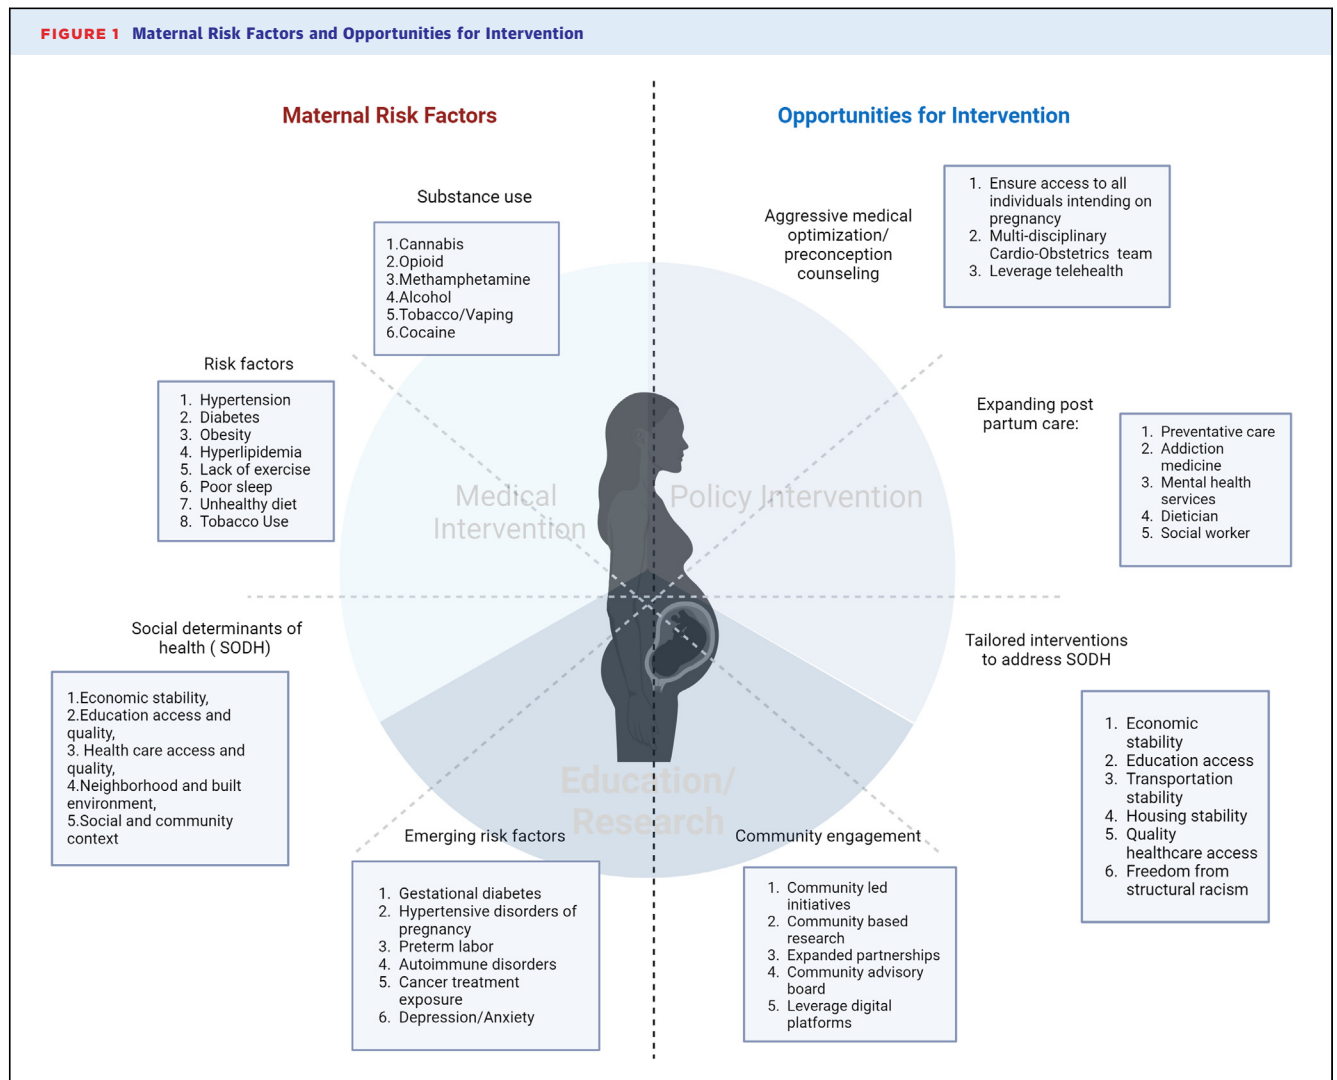 FIGURE 1 Maternal Risk Factors and Opportunities for Intervention
Maternal Risk Factors
Substance use
1.Cannabis
2.Opioid
3.Methamphetamine
4.Alcohol
5.Tobacco/Vaping
6.Cocaine
Risk factors
1. Hypertension
2. Diabetes
3. Obesity
4. Hyperlipidemia
5. Lack of exercise
6. Poor sleep
7. Unhealthy diet
8. Tobacco Use
Social determinants of
health ( SODH)
1.Economic stability,
2.Education access and
quality,
3. Health care access and
quality,
4.Neighborhood and built
environment,
5.Social and community
context
Emerging risk factors
1. Gestational diabetes
2. Hypertensive disorders of
pregnancy
3. Preterm labor
4. Autoimmune disorders
5. Cancer treatment
exposure
6. Depression/Anxiety
Medical
Intervention
Policy Intervention
Education/
Research
Opportunities for Intervention
Aggressive medical
optimization/
preconception
counseling
1. Ensure access to all
individuals intending on
pregnancy
2. Multi-disciplinary
Cardio-Obstetrics team
3. Leverage telehealth
Expanding post
partum care:
1. Preventative care
2. Addiction
medicine
3. Mental health
services
4. Dietician
5. Social worker
Tailored interventions
to address SODH
1. Economic
stability
2. Education access
3. Transportation
stability
4. Housing stability
5. Quality
healthcare access
6. Freedom from
structural racism
Community engagement
1. Community led
initiatives
2. Community based
research
3. Expanded partnerships
4. Community advisory
board
5. Leverage digital
platforms